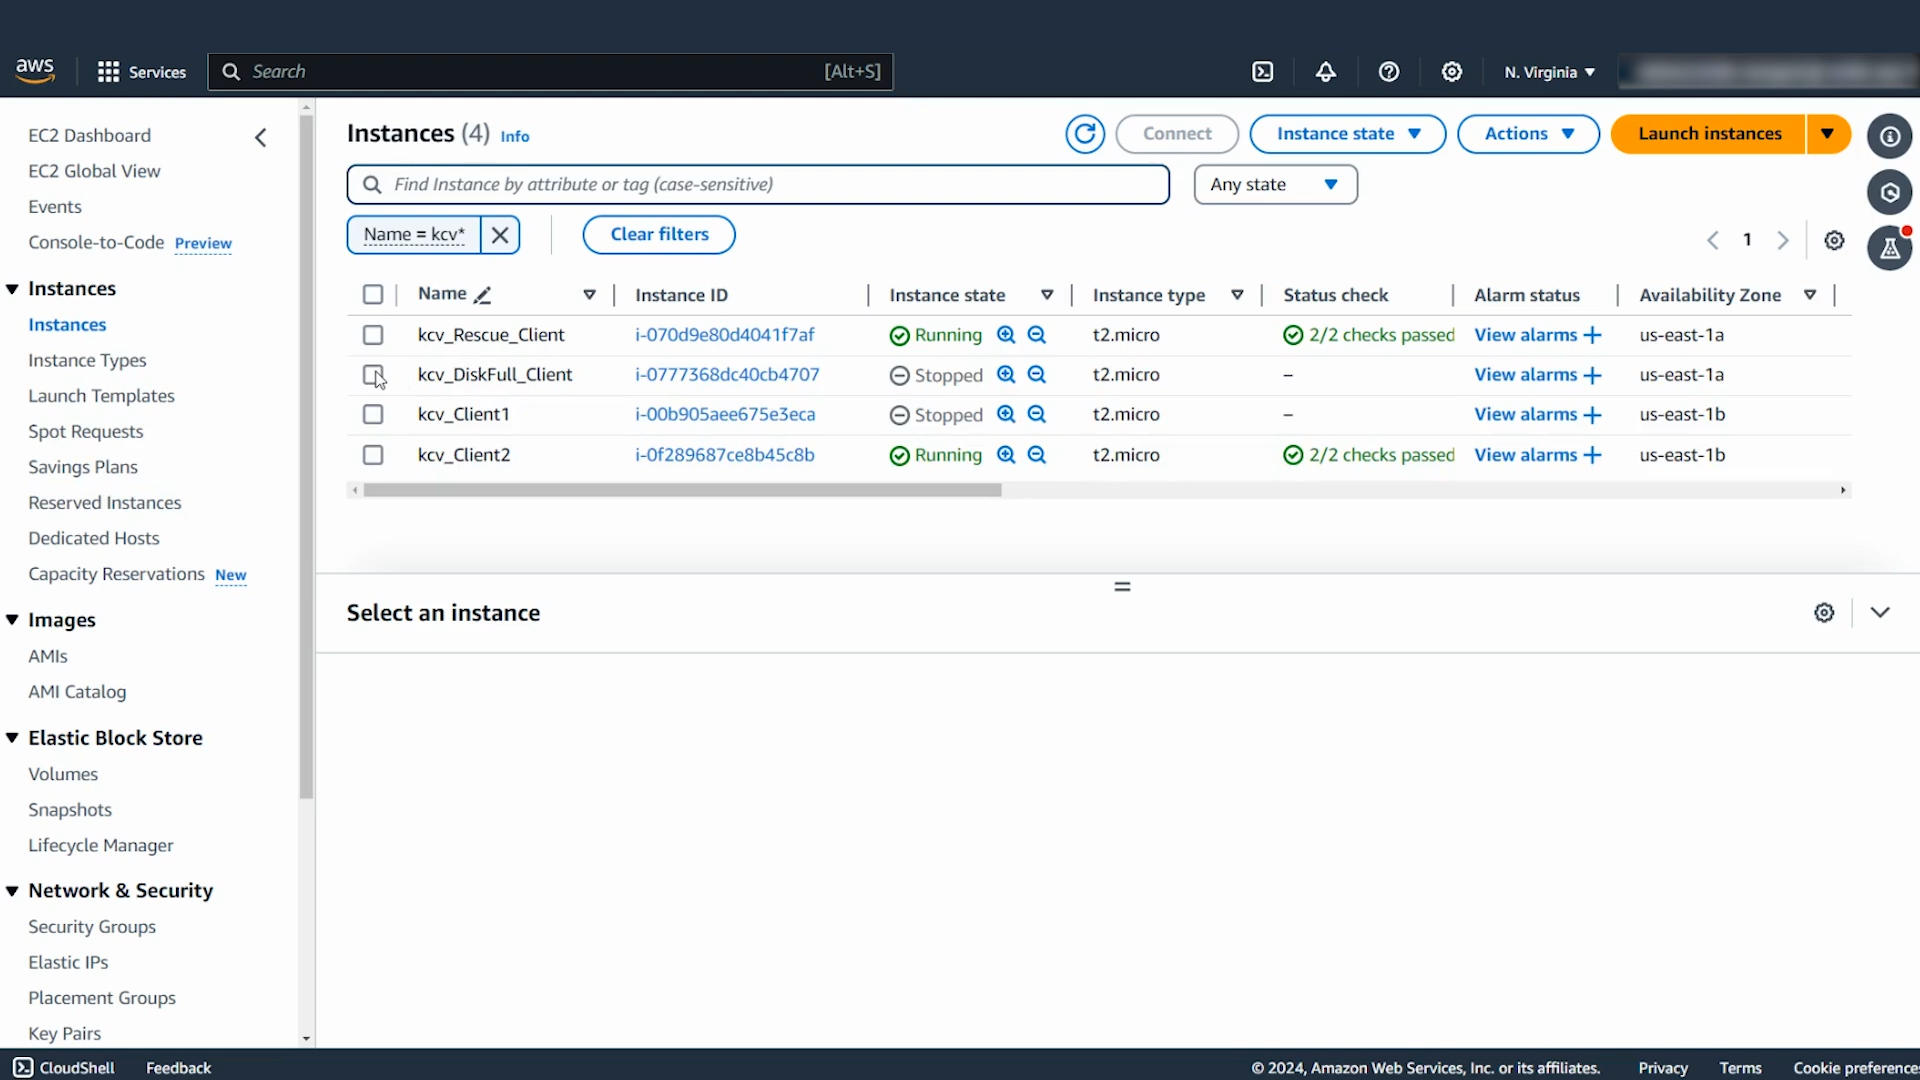 aws Services Search [Alt+S] N. Virginia
EC2 Dashboard
EC2 Global View
Events
Console-to-Code Preview
Instances
Instances
Instance Types
Launch Templates
Spot Requests
Savings Plans
Reserved Instances
Dedicated Hosts
Capacity Reservations New
Images
AMIs
AMI Catalog
Elastic Block Store
Volumes
Snapshots
Lifecycle Manager
Network & Security
Security Groups
Elastic IPs
Placement Groups
Key Pairs
Instances (4) Info Connect Instance state Actions Launch instances
Find Instance by attribute or tag (case-sensitive) Any state
Name = kcv* Clear filters 1
Name Instance ID Instance state Instance type Status check Alarm status Availability Zone
kcv_Rescue_Client i-070d9e80d4041f7af Running t2.micro 2/2 checks passed View alarms + us-east-1a
kcv_DiskFull_Client i-0777368dc40cb4707 Stopped t2.micro – View alarms + us-east-1a
kcv_Client1 i-00b905aee675e3eca Stopped t2.micro – View alarms + us-east-1b
kcv_Client2 i-0f289687ce8b45c8b Running t2.micro 2/2 checks passed View alarms + us-east-1b
Select an instance
CloudShell Feedback © 2024, Amazon Web Services, Inc. or its affiliates. Privacy Terms Cookie preferences